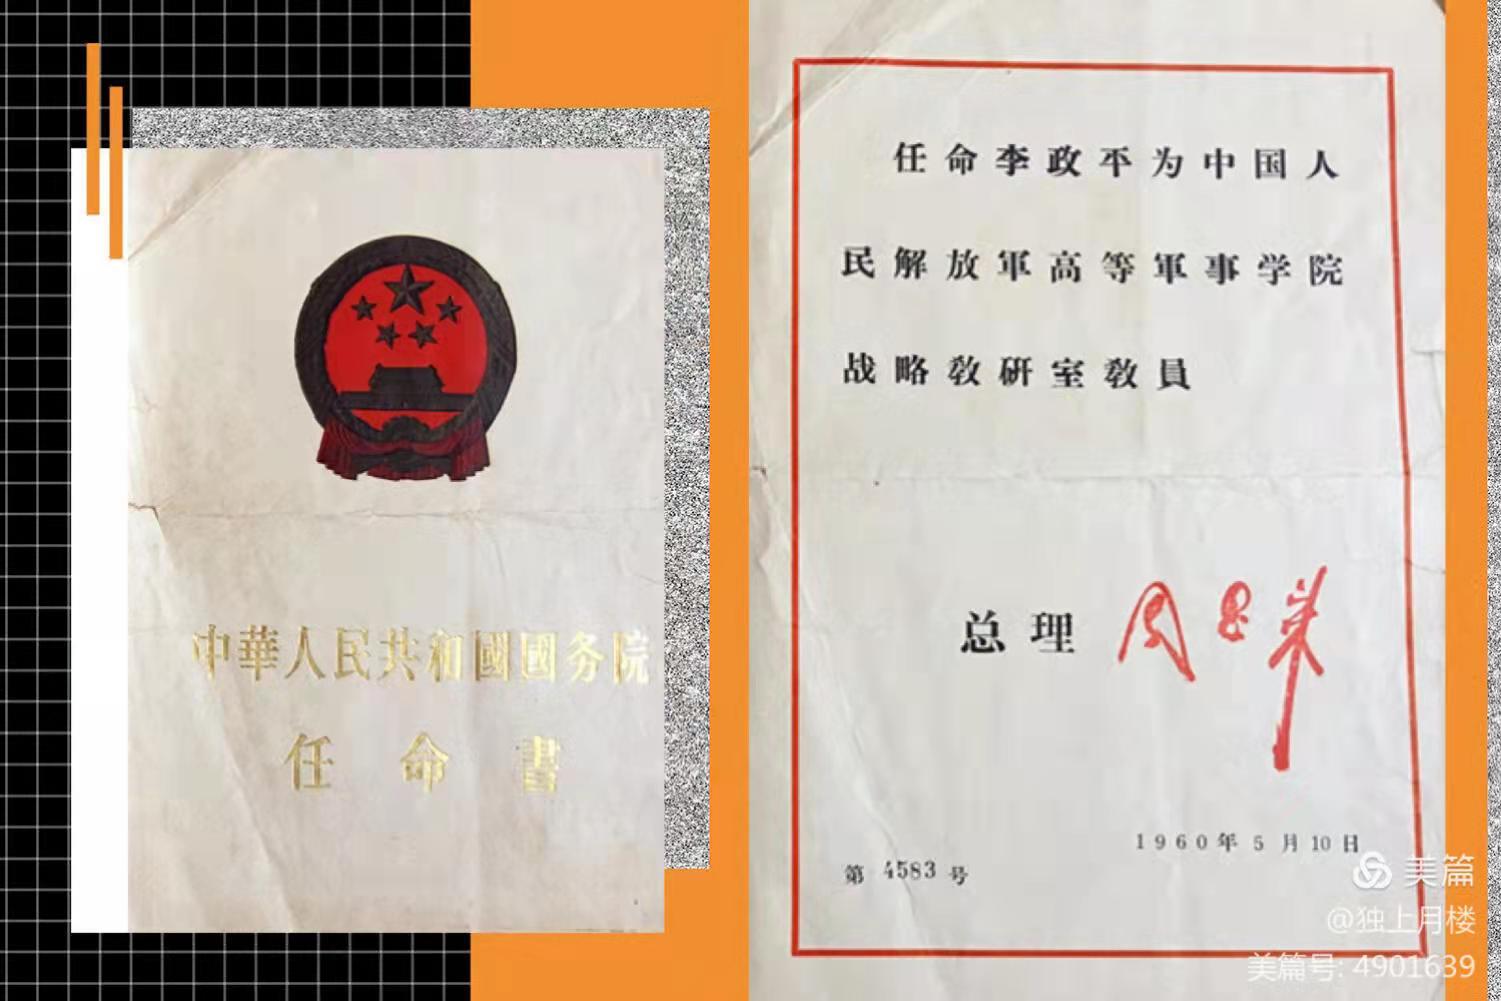 中華人民共和國國务院
任命書
任命李政平为中国人
民解放軍高等軍事学院
战略教研室教員
总理 周恩来
1960年5月10日
第4583号
美篇
@独上月楼
美篇号: 4901639